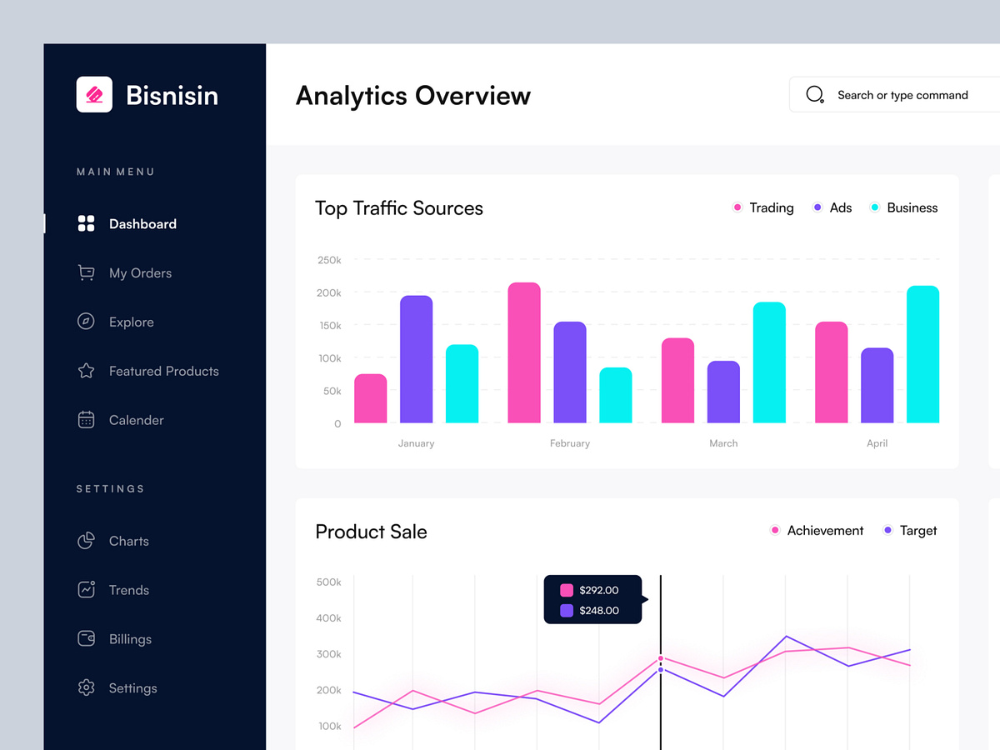 Bisnisin
MAIN MENU
Dashboard
My Orders
Explore
Featured Products
Calender
SETTINGS
Charts
Trends
Billings
Settings
Analytics Overview
Search or type command
Top Traffic Sources
Trading
Ads
Business
250k
200k
150k
100k
50k
0
January
February
March
April
Product Sale
Achievement
Target
500k
400k
300k
200k
100k
$292.00
$248.00